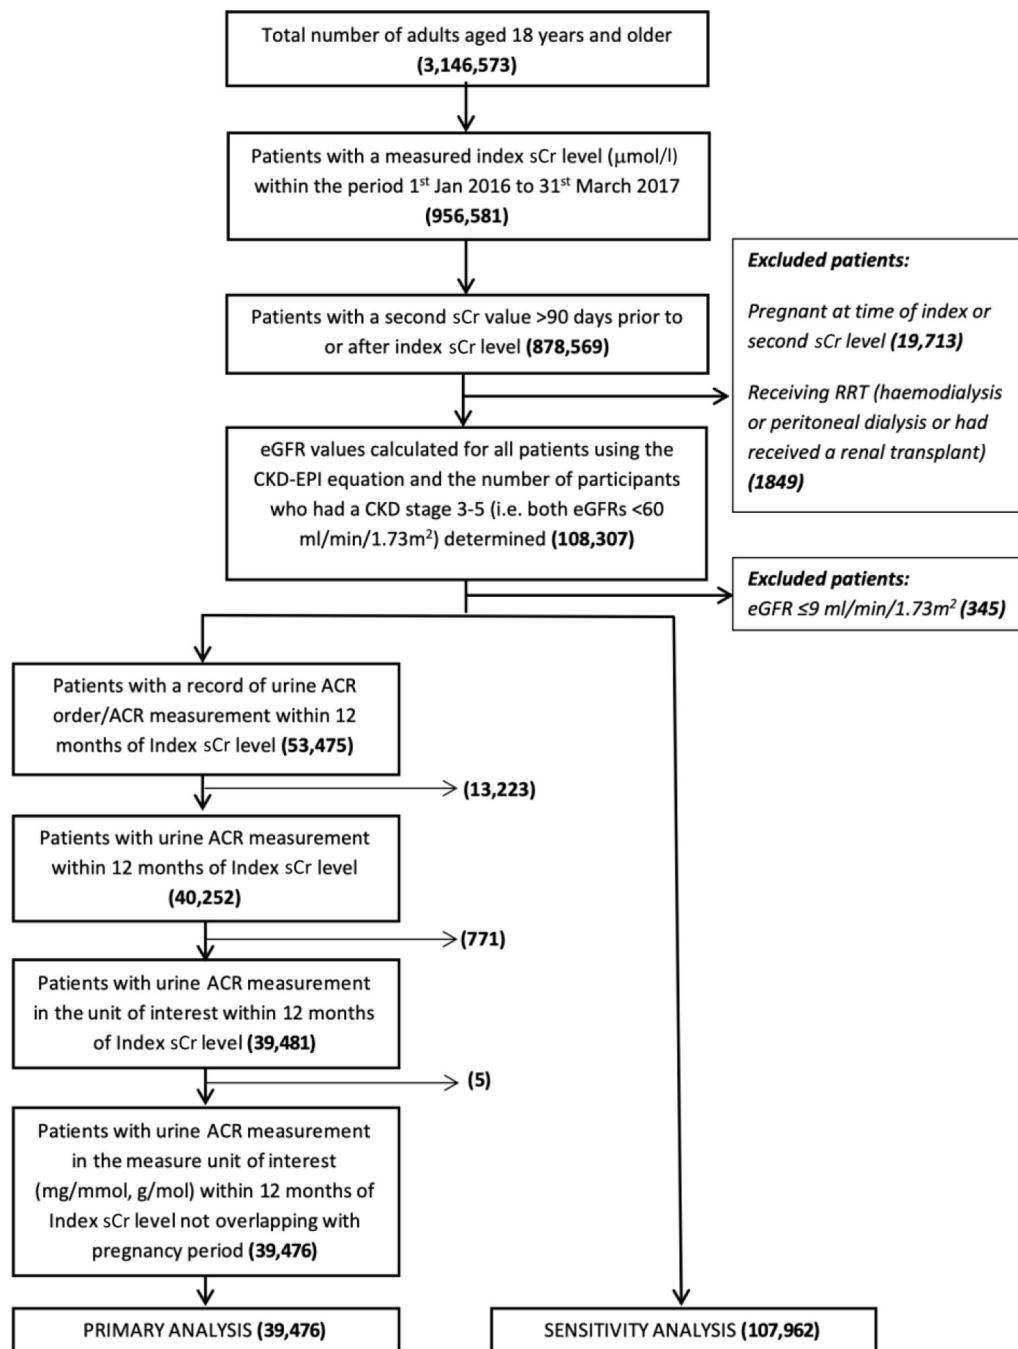 Total number of adults aged 18 years and older
(3,146,573)
Patients with a measured index sCr level (μmol/l)
within the period 1st Jan 2016 to 31st March 2017
(956,581)
Patients with a second sCr value >90 days prior to
or after index sCr level (878,569)
Excluded patients:
Pregnant at time of index or
second sCr level (19,713)
Receiving RRT (haemodialysis
or peritoneal dialysis or had
received a renal transplant)
(1849)
eGFR values calculated for all patients using the
CKD-EPI equation and the number of participants
who had a CKD stage 3-5 (i.e. both eGFRs <60
ml/min/1.73m²) determined (108,307)
Excluded patients:
eGFR ≤9 ml/min/1.73m² (345)
Patients with a record of urine ACR
order/ACR measurement within 12
months of Index sCr level (53,475)
(13,223)
Patients with urine ACR measurement
within 12 months of Index sCr level
(40,252)
(771)
Patients with urine ACR measurement
in the unit of interest within 12 months
of Index sCr level (39,481)
(5)
Patients with urine ACR measurement
in the measure unit of interest
(mg/mmol, g/mol) within 12 months of
Index sCr level not overlapping with
pregnancy period (39,476)
PRIMARY ANALYSIS (39,476)
SENSITIVITY ANALYSIS (107,962)